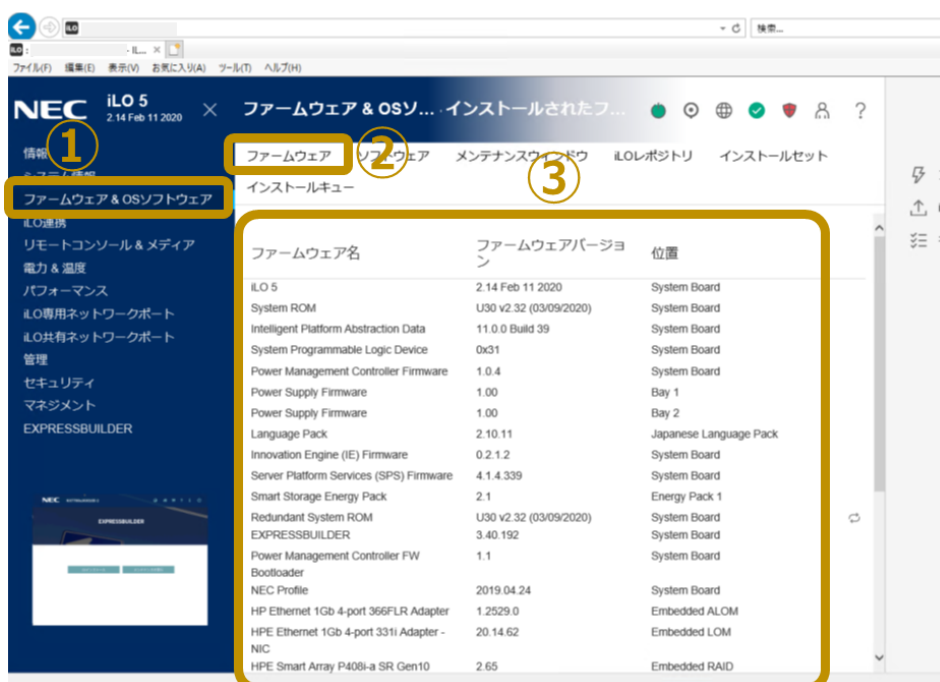 検索...
iLO :
- iL...
ファイル(F) 編集(E) 表示(V) お気に入り(A) ツール(T) ヘルプ(H)
NEC iLO 5
2.14 Feb 11 2020
ファームウェア & OSソ... - インストールされたフ... ?
① ② ③
情報
システム情報
ファームウェア & OSソフトウェア
iLO連携
リモートコンソール & メディア
電力 & 温度
パフォーマンス
iLO専用ネットワークポート
iLO共有ネットワークポート
管理
セキュリティ
マネジメント
EXPRESSBUILDER
NEC
EXPRESSBUILDER
ファームウェア ソフトウェア メンテナンスウィンドウ iLOレポジトリ インストールセット
インストールキュー
ファームウェア名 ファームウェアバージョン 位置
iLO 5 2.14 Feb 11 2020 System Board
System ROM U30 v2.32 (03/09/2020) System Board
Intelligent Platform Abstraction Data 11.0.0 Build 39 System Board
System Programmable Logic Device 0x31 System Board
Power Management Controller Firmware 1.0.4 System Board
Power Supply Firmware 1.00 Bay 1
Power Supply Firmware 1.00 Bay 2
Language Pack 2.10.11 Japanese Language Pack
Innovation Engine (IE) Firmware 0.2.1.2 System Board
Server Platform Services (SPS) Firmware 4.1.4.339 System Board
Smart Storage Energy Pack 2.1 Energy Pack 1
Redundant System ROM U30 v2.32 (03/09/2020) System Board
EXPRESSBUILDER 3.40.192 System Board
Power Management Controller FW 1.1 System Board
Bootloader
NEC Profile 2019.04.24 System Board
HP Ethernet 1Gb 4-port 366FLR Adapter 1.2529.0 Embedded ALOM
HPE Ethernet 1Gb 4-port 331i Adapter - 20.14.62 Embedded LOM
NIC
HPE Smart Array P408i-a SR Gen10 2.65 Embedded RAID